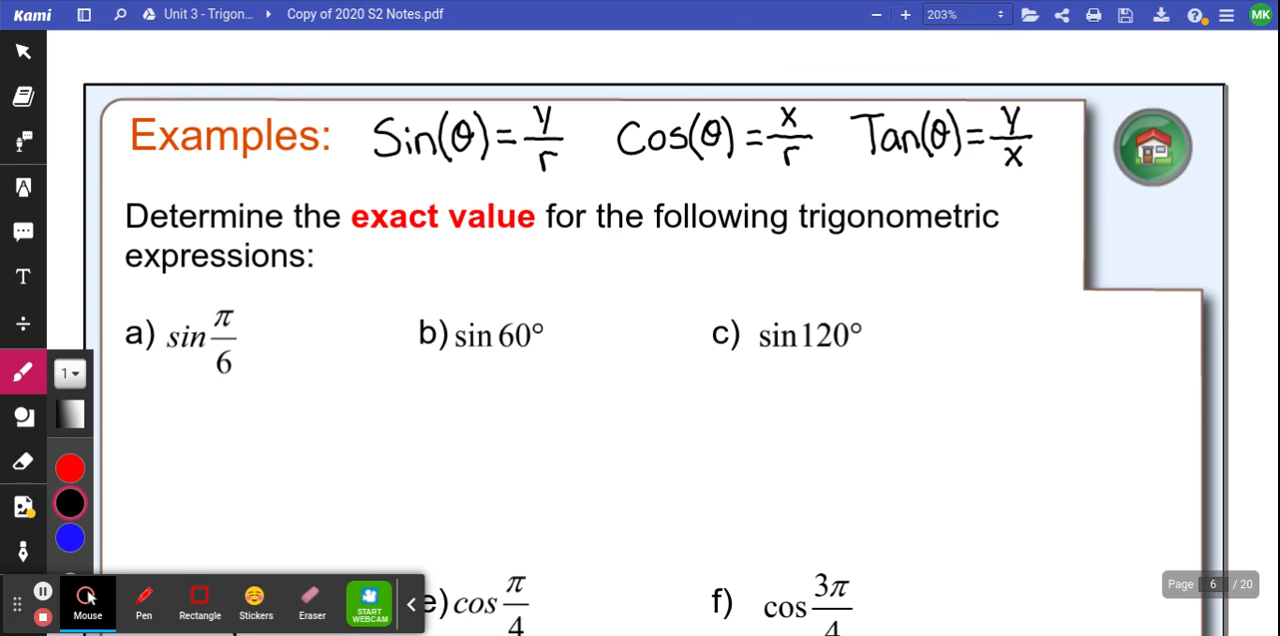 Kami Unit 3 - Trigon... Copy of 2020 S2 Notes.pdf − + 203% MK
Examples: Sin(θ) = y/r Cos(θ) = x/r Tan(θ) = y/x
Determine the exact value for the following trigonometric
expressions:
a) sin π/6 b) sin 60° c) sin 120°
1
e) cos π/4 f) cos 3π/4
Page 6 / 20
Mouse Pen Rectangle Stickers Eraser START WEBCAM